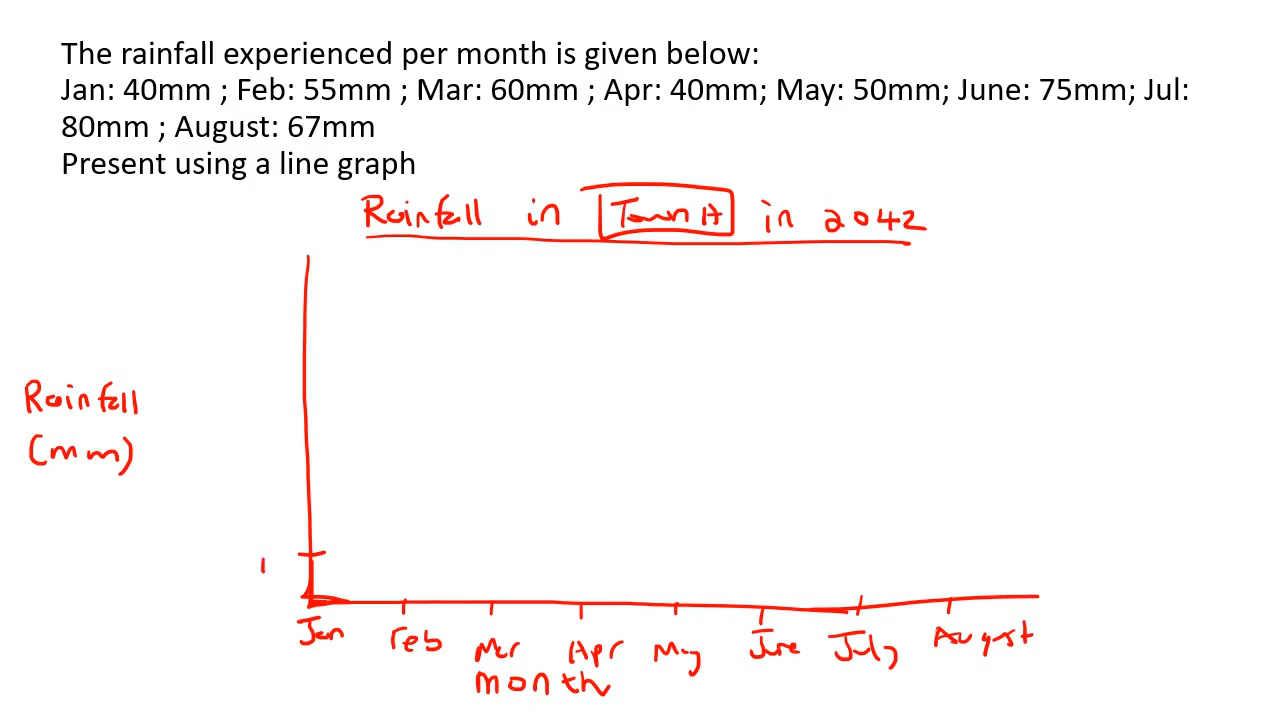 The rainfall experienced per month is given below:
Jan: 40mm ; Feb: 55mm ; Mar: 60mm ; Apr: 40mm; May: 50mm; June: 75mm; Jul:
80mm ; August: 67mm
Present using a line graph
Rainfall in Town A in 2042
Rainfall
(mm)
1
Jan Feb Mar Apr May June July August
month